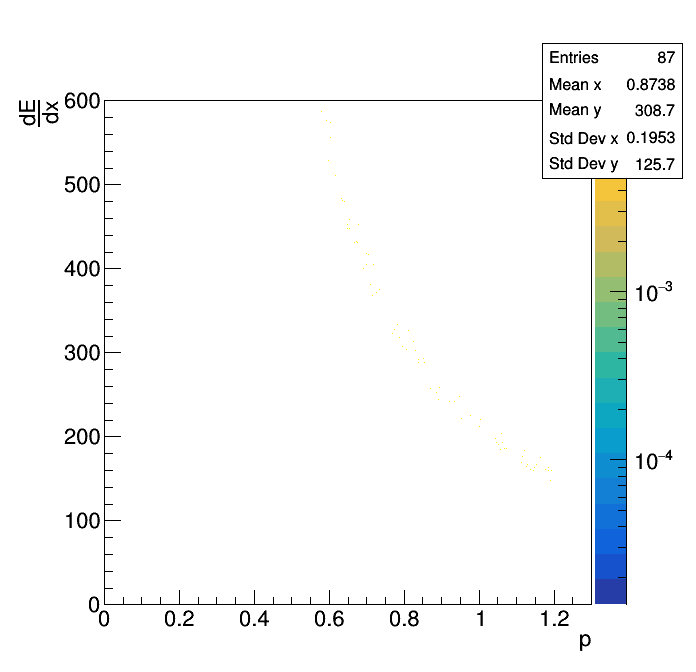 Entries 87
Mean x 0.8738
Mean y 308.7
Std Dev x 0.1953
Std Dev y 125.7
dE
dx
600
500
400
300
200
100
0
10⁻³
10⁻⁴
0 0.2 0.4 0.6 0.8 1 1.2
p